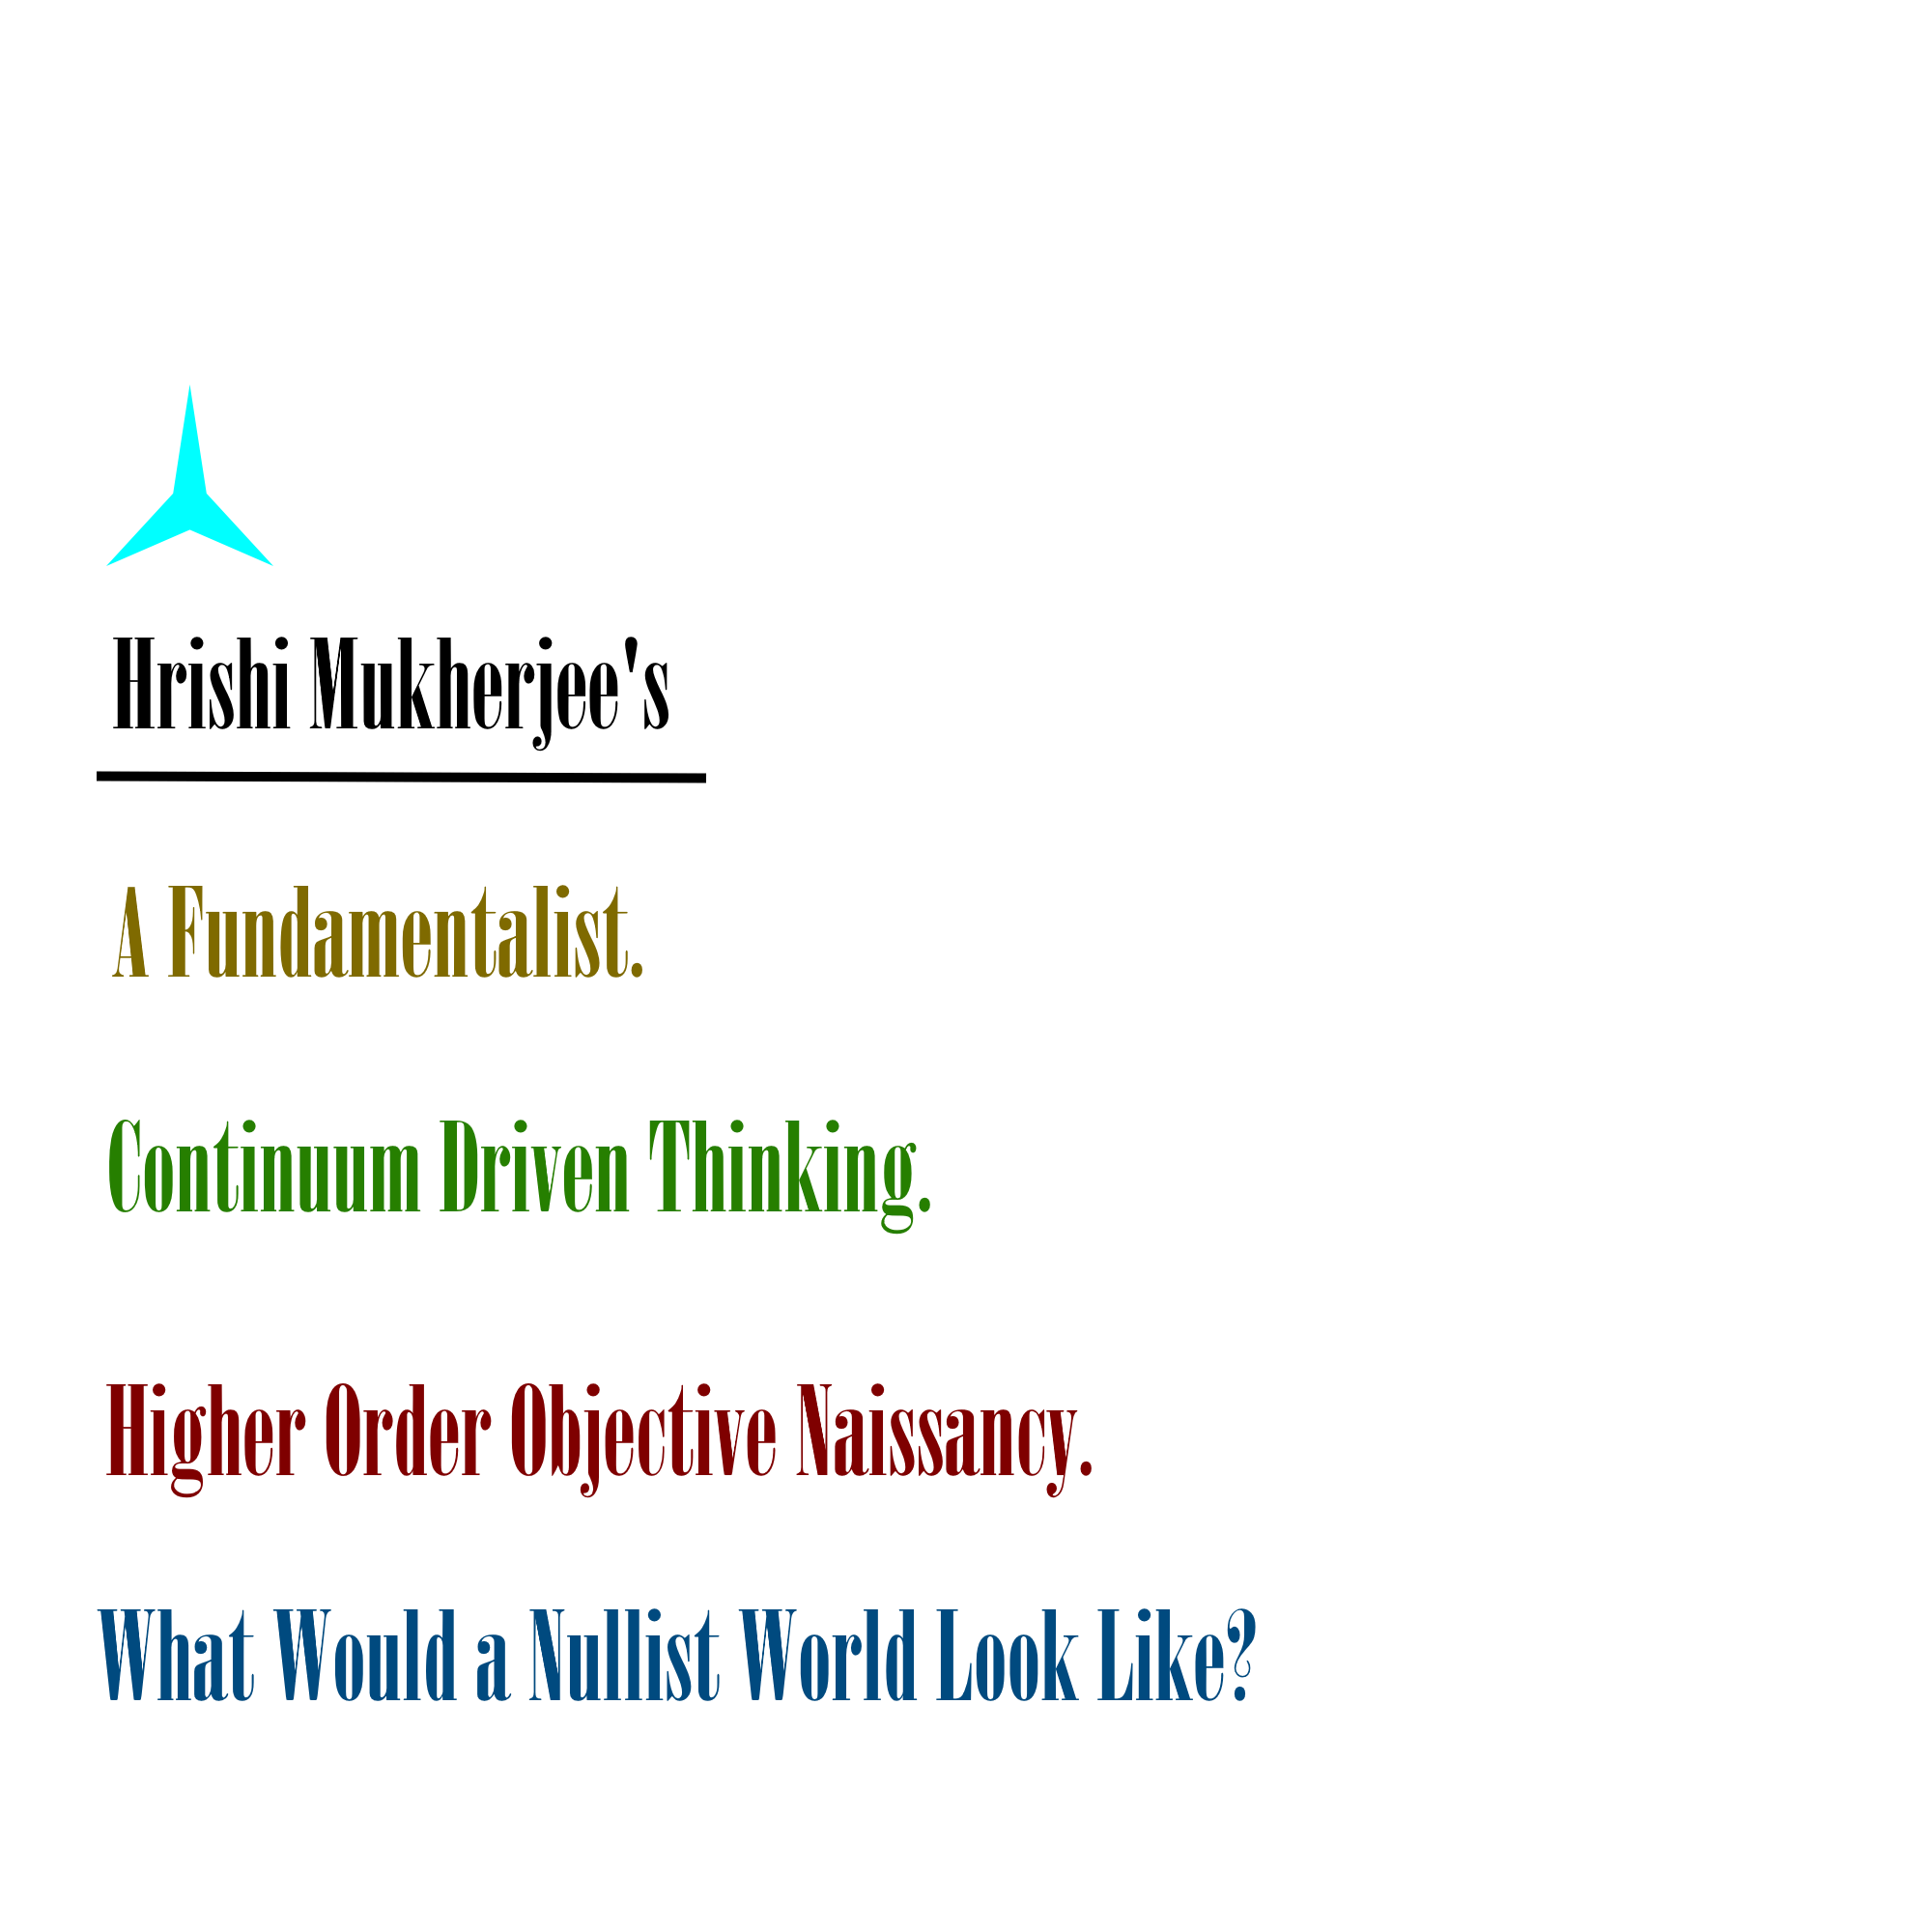 Hrishi Mukherjee's
A Fundamentalist.
Continuum Driven Thinking.
Higher Order Objective Naissancy.
What Would a Nullist World Look Like?